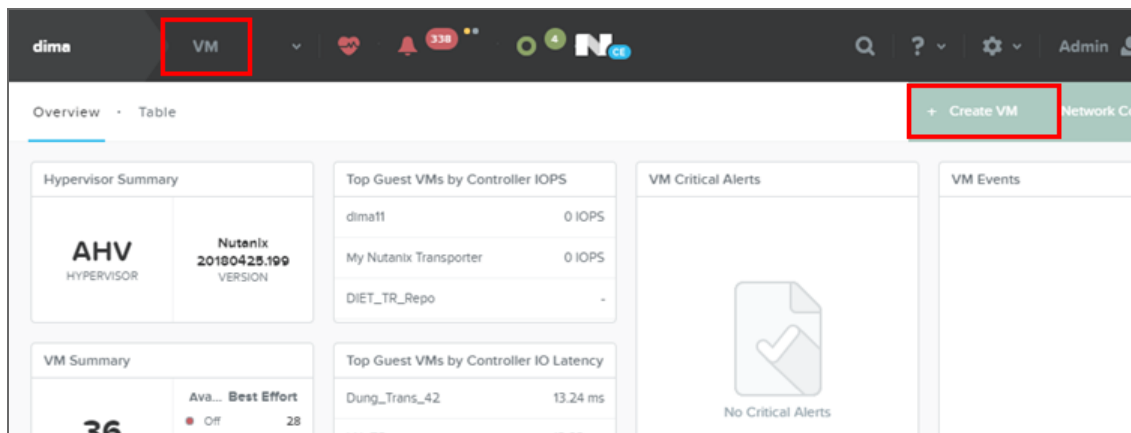 dima VM 338 4 N CE ? Admin
Overview · Table + Create VM Network
Hypervisor Summary
AHV
HYPERVISOR
Nutanix
20180425.199
VERSION
Top Guest VMs by Controller IOPS
dima11 0 IOPS
My Nutanix Transporter 0 IOPS
DIET_TR_Repo -
VM Critical Alerts
No Critical Alerts
VM Events
VM Summary
36
Ava... Best Effort
Off 28
Top Guest VMs by Controller IO Latency
Dung_Trans_42 13.24 ms